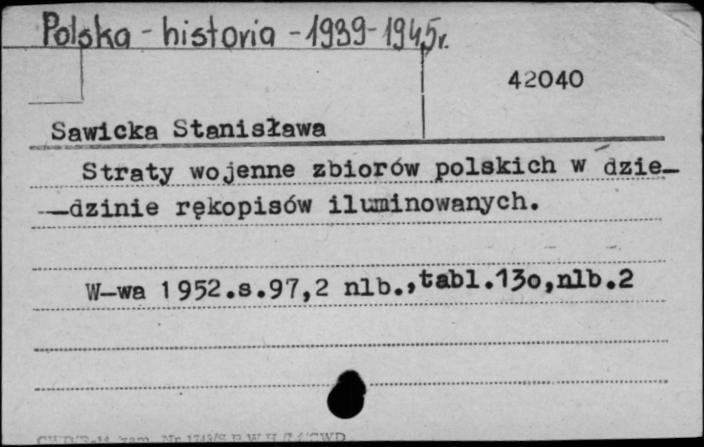 Polska - historia - 1939-1945r.
42040
Sawicka Stanisława
Straty wojenne zbiorów polskich w dzie-
-dzinie rękopisów iluminowanych.
W-wa 1952.s.97,2 nlb.,tabl.13o,nlb.2